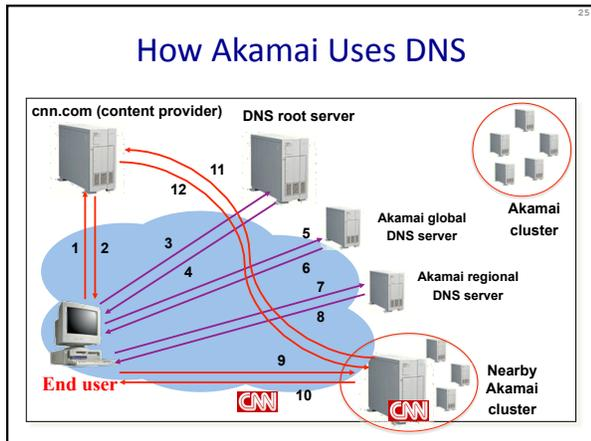 25
How Akamai Uses DNS
cnn.com (content provider)
DNS root server
11
12
Akamai
cluster
Akamai global
DNS server
1
2
3
4
5
6
Akamai regional
DNS server
7
8
9
End user
10
CNN
CNN
Nearby
Akamai
cluster